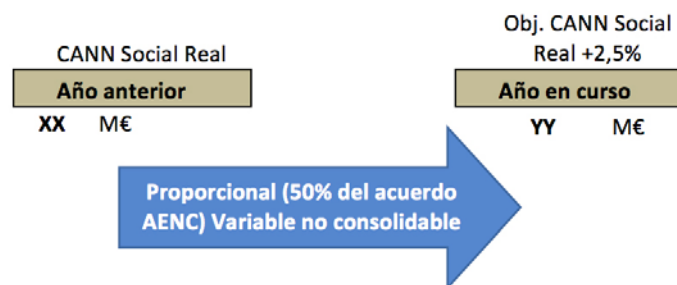 CANN Social Real
Año anterior
XX M€
Obj. CANN Social
Real +2,5%
Año en curso
YY M€
Proporcional (50% del acuerdo
AENC) Variable no consolidable